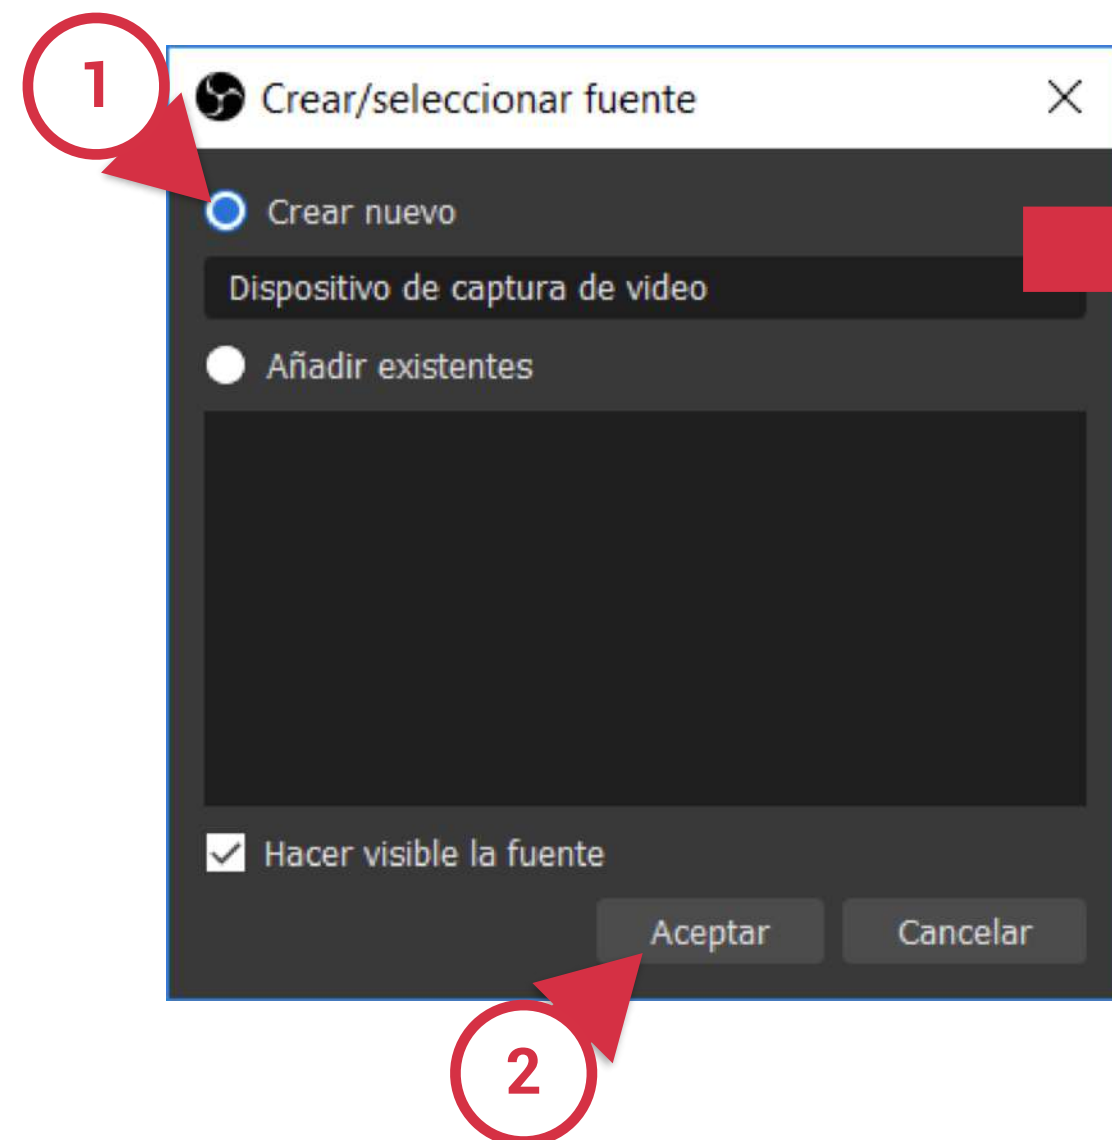 1
Crear/seleccionar fuente
Crear nuevo
Dispositivo de captura de video
Añadir existentes
Hacer visible la fuente
Aceptar Cancelar
2